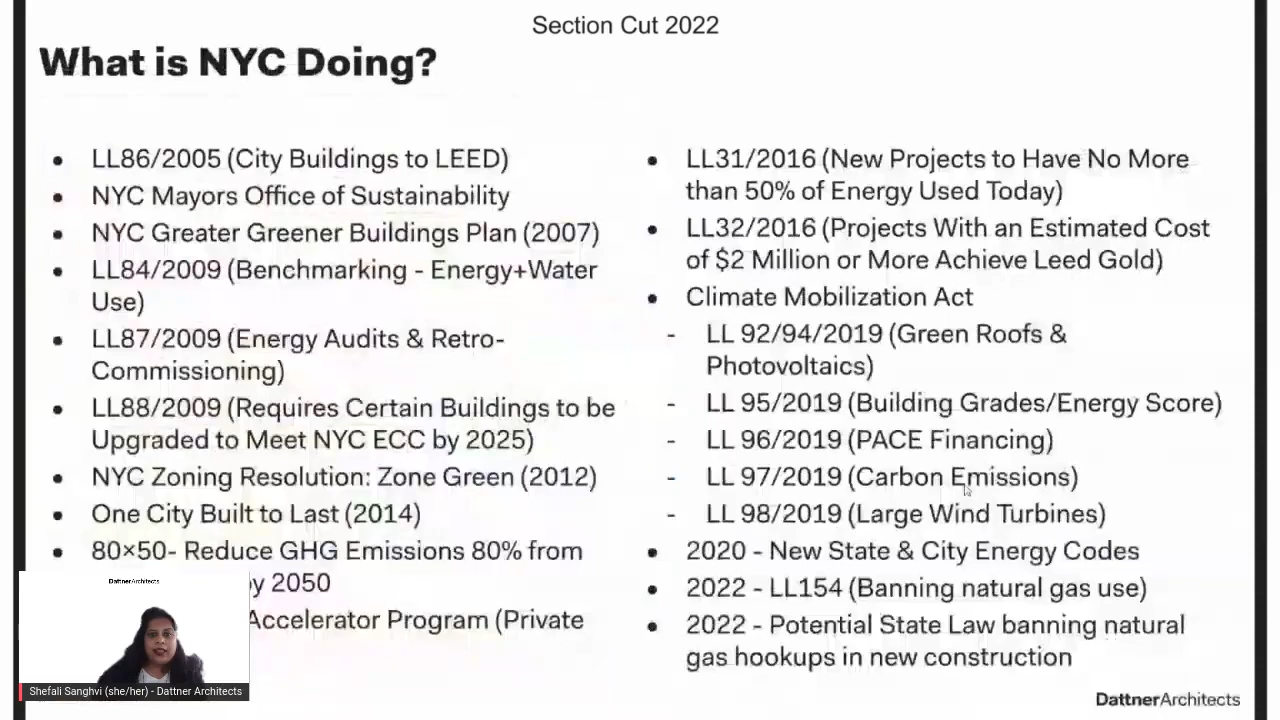 Section Cut 2022
What is NYC Doing?
LL86/2005 (City Buildings to LEED)
NYC Mayors Office of Sustainability
NYC Greater Greener Buildings Plan (2007)
LL84/2009 (Benchmarking - Energy+Water
Use)
LL87/2009 (Energy Audits & Retro-
Commissioning)
LL88/2009 (Requires Certain Buildings to be
Upgraded to Meet NYC ECC by 2025)
NYC Zoning Resolution: Zone Green (2012)
One City Built to Last (2014)
80×50- Reduce GHG Emissions 80% from
by 2050
Accelerator Program (Private
LL31/2016 (New Projects to Have No More
than 50% of Energy Used Today)
LL32/2016 (Projects With an Estimated Cost
of $2 Million or More Achieve Leed Gold)
Climate Mobilization Act
- LL 92/94/2019 (Green Roofs &
Photovoltaics)
- LL 95/2019 (Building Grades/Energy Score)
- LL 96/2019 (PACE Financing)
- LL 97/2019 (Carbon Emissions)
- LL 98/2019 (Large Wind Turbines)
2020 - New State & City Energy Codes
2022 - LL154 (Banning natural gas use)
2022 - Potential State Law banning natural
gas hookups in new construction
DattnerArchitects
Shefali Sanghvi (she/her) - Dattner Architects
DattnerArchitects